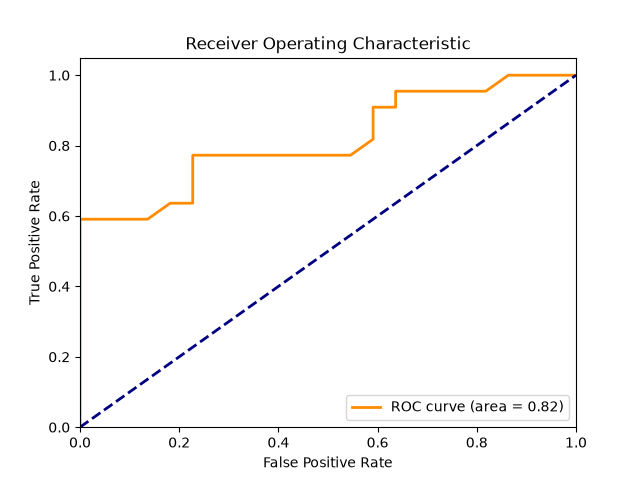 Receiver Operating Characteristic
True Positive Rate
1.0
0.8
0.6
0.4
0.2
0.0
ROC curve (area = 0.82)
0.0 0.2 0.4 0.6 0.8 1.0
False Positive Rate